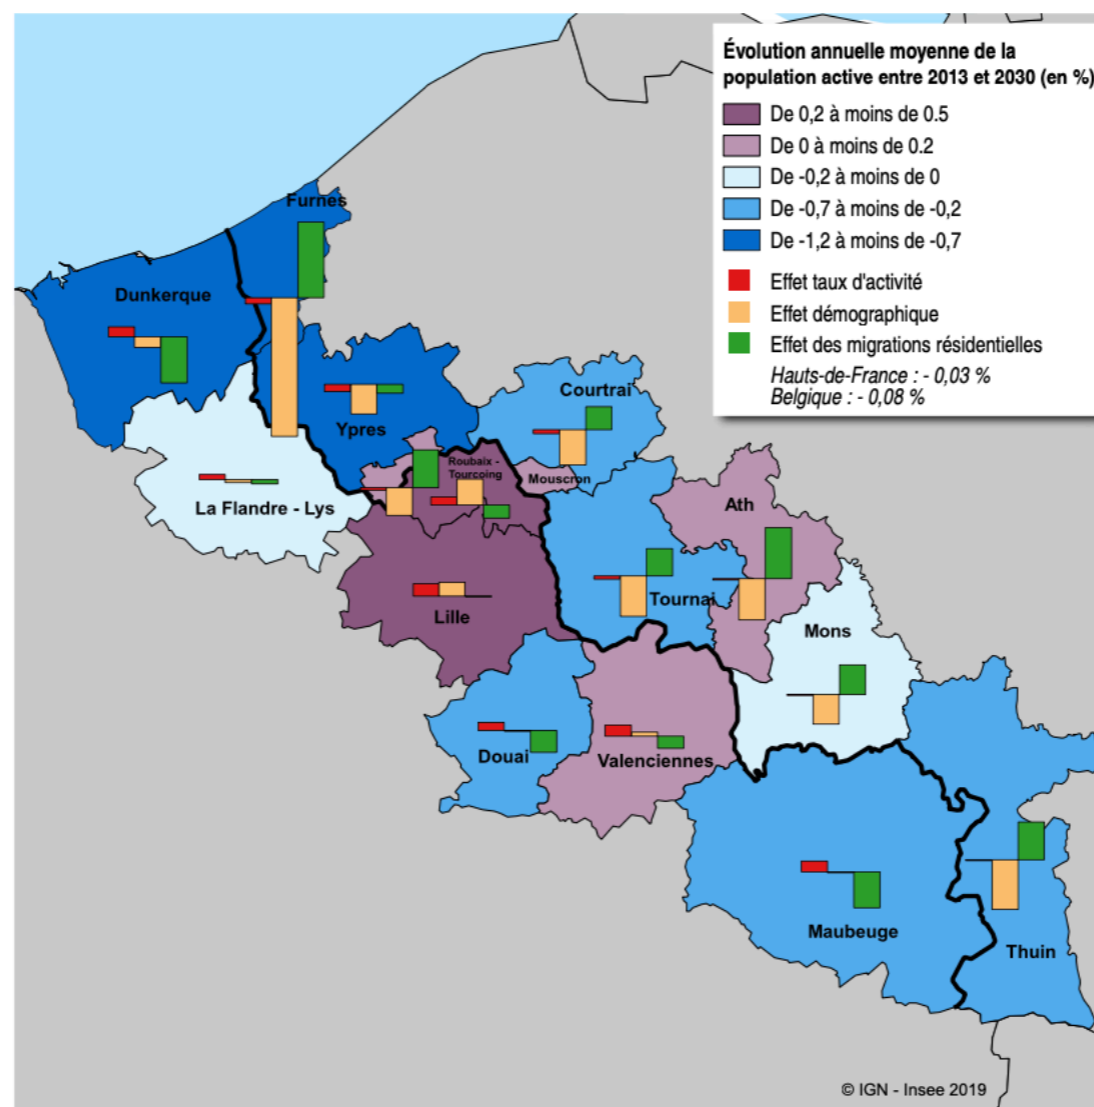 Évolution annuelle moyenne de la
population active entre 2013 et 2030 (en %)
De 0,2 à moins de 0.5
De 0 à moins de 0.2
De -0,2 à moins de 0
De -0,7 à moins de -0,2
De -1,2 à moins de -0,7
Effet taux d'activité
Effet démographique
Effet des migrations résidentielles
Hauts-de-France : - 0,03 %
Belgique : - 0,08 %
Furnes
Dunkerque
Courtrai
Ypres
Roubaix -
Tourcoing
Mouscron
La Flandre - Lys
Ath
Tournai
Lille
Mons
Douai
Valenciennes
Maubeuge
Thuin
© IGN - Insee 2019